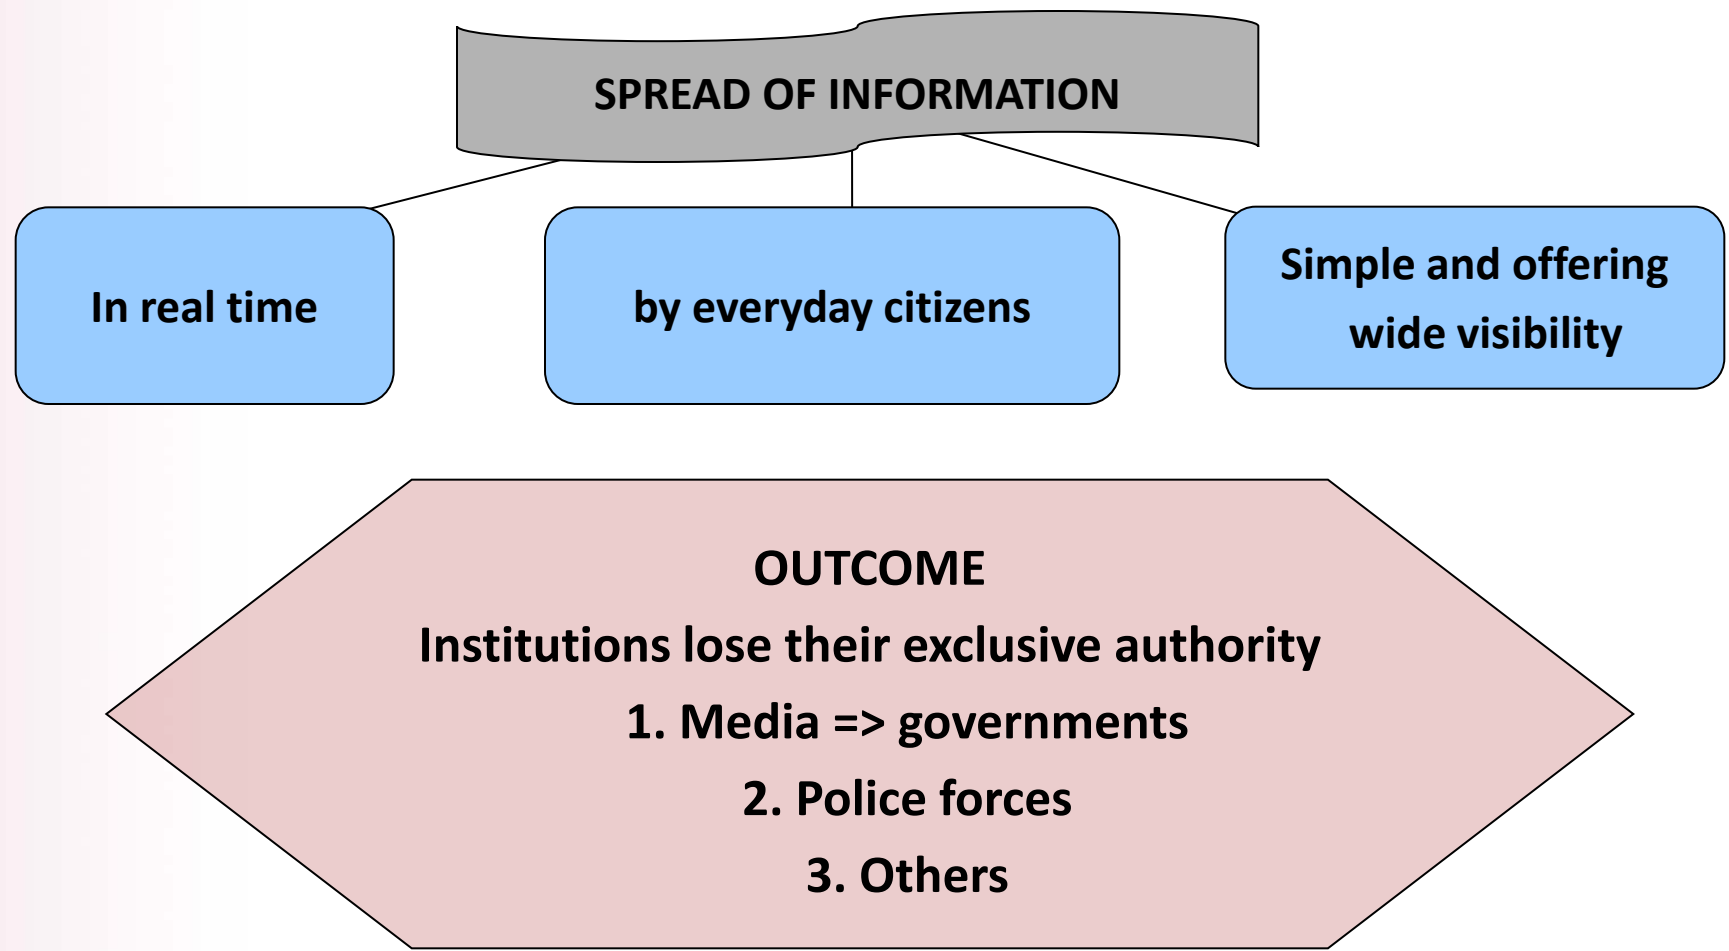 SPREAD OF INFORMATION
In real time
by everyday citizens
Simple and offering
wide visibility
OUTCOME
Institutions lose their exclusive authority
1. Media => governments
2. Police forces
3. Others